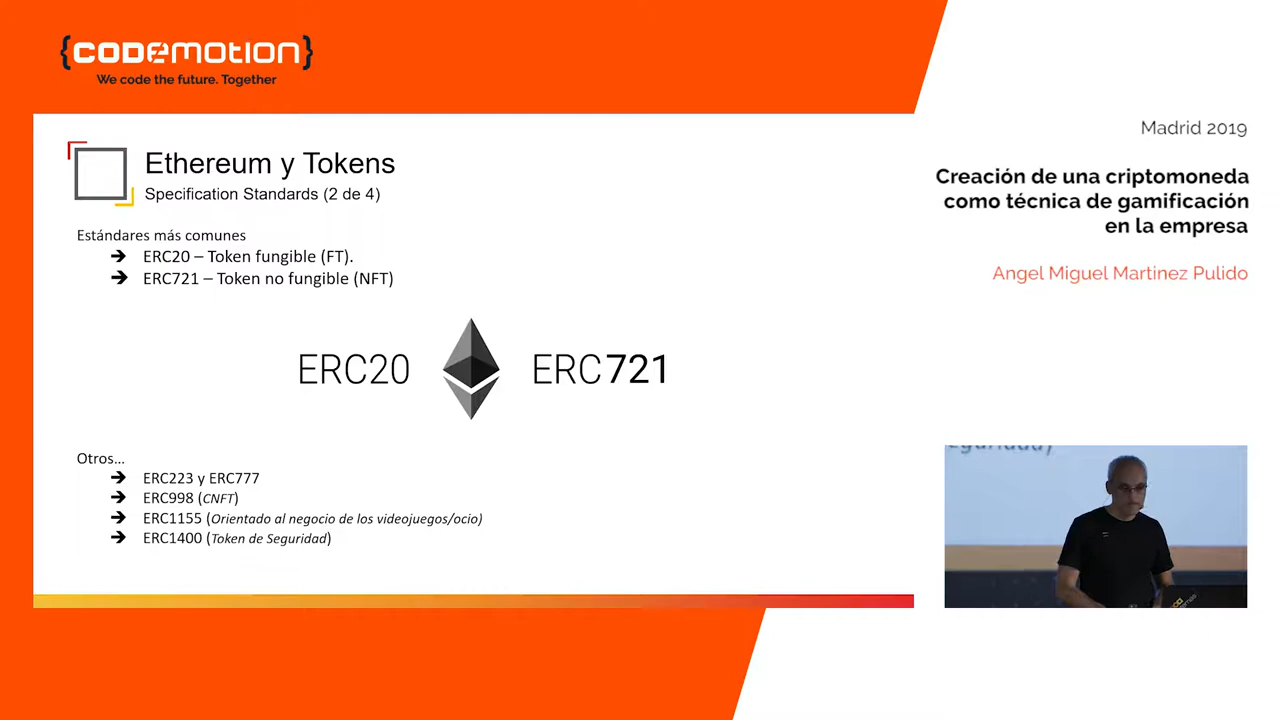 {CODEMOTION}
We code the future. Together
Madrid 2019
Creación de una criptomoneda
como técnica de gamificación
en la empresa
Angel Miguel Martinez Pulido
Ethereum y Tokens
Specification Standards (2 de 4)
Estándares más comunes
➔ ERC20 – Token fungible (FT).
➔ ERC721 – Token no fungible (NFT)
ERC20 ERC721
Otros...
➔ ERC223 y ERC777
➔ ERC998 (CNFT)
➔ ERC1155 (Orientado al negocio de los videojuegos/ocio)
➔ ERC1400 (Token de Seguridad)